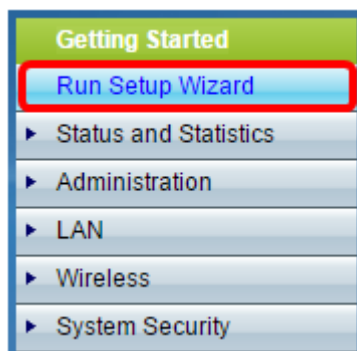 Getting Started
Run Setup Wizard
Status and Statistics
Administration
LAN
Wireless
System Security